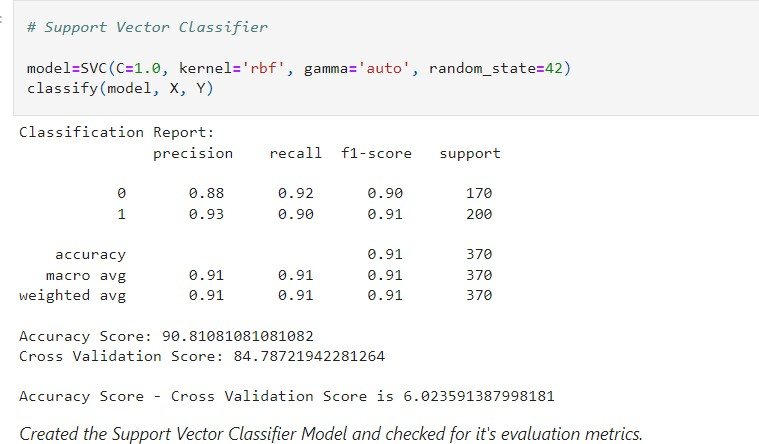 # Support Vector Classifier
model=SVC(C=1.0, kernel='rbf', gamma='auto', random_state=42)
classify(model, X, Y)
Classification Report:
precision recall f1-score support
0 0.88 0.92 0.90 170
1 0.93 0.90 0.91 200
accuracy 0.91 370
macro avg 0.91 0.91 0.91 370
weighted avg 0.91 0.91 0.91 370
Accuracy Score: 90.81081081081082
Cross Validation Score: 84.78721942281264
Accuracy Score - Cross Validation Score is 6.023591387998181
Created the Support Vector Classifier Model and checked for it's evaluation metrics.